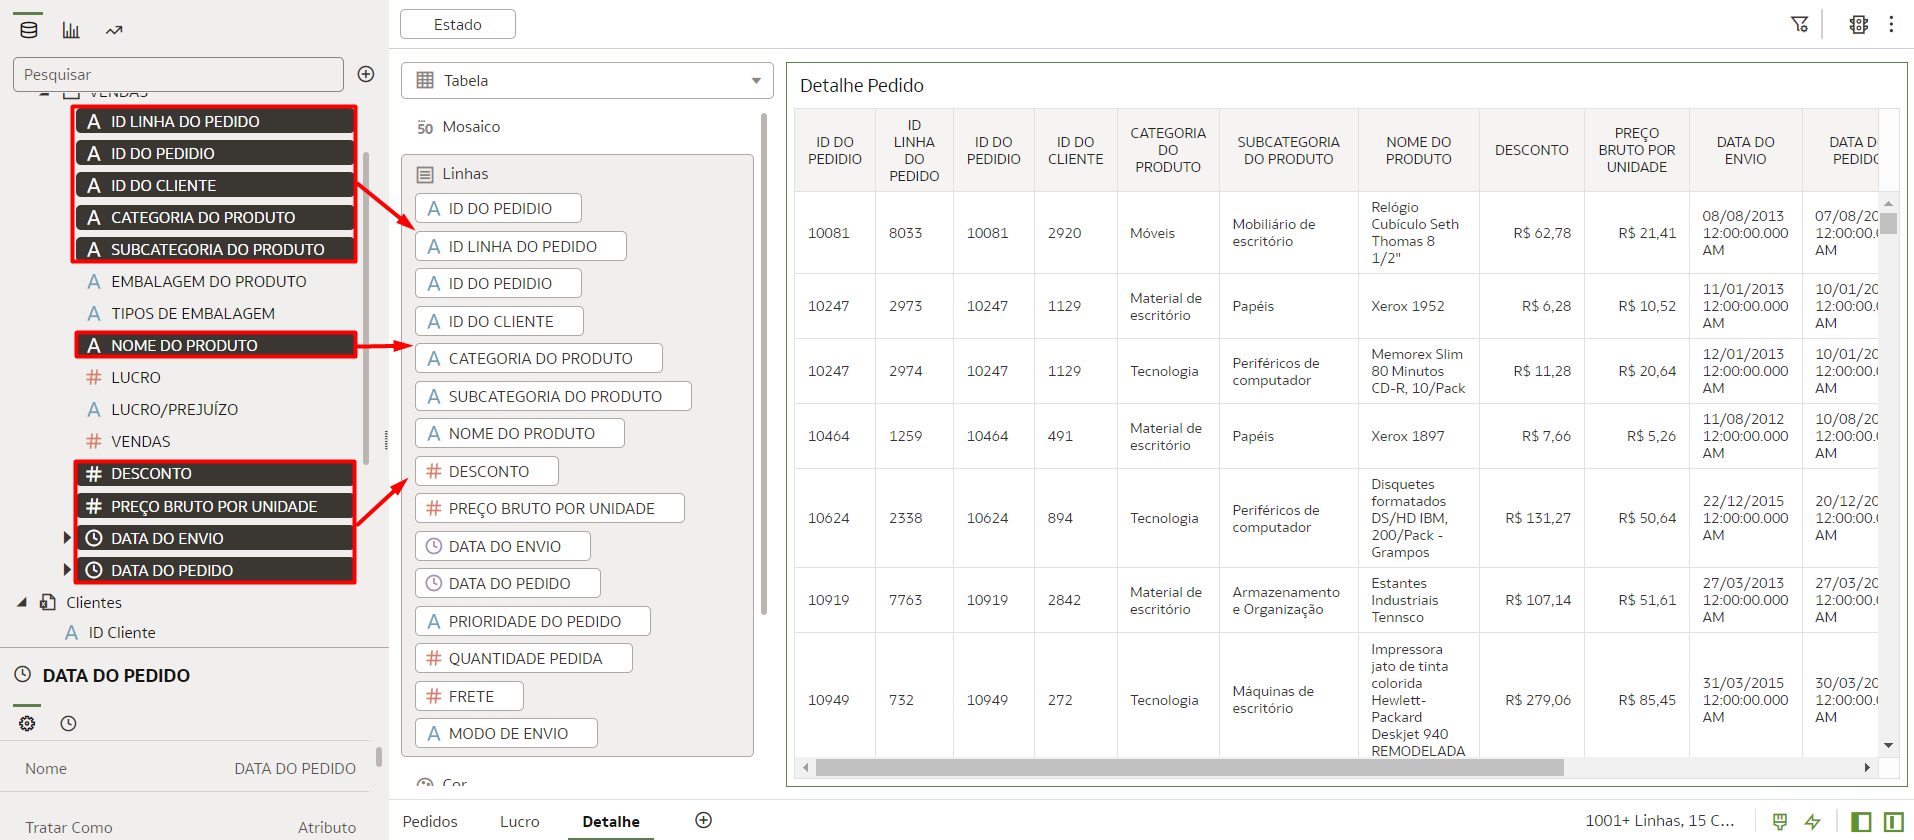 Estado
Pesquisar
VENDAS
A ID LINHA DO PEDIDO
A ID DO PEDIDIO
A ID DO CLIENTE
A CATEGORIA DO PRODUTO
A SUBCATEGORIA DO PRODUTO
A EMBALAGEM DO PRODUTO
A TIPOS DE EMBALAGEM
A NOME DO PRODUTO
# LUCRO
A LUCRO/PREJUÍZO
# VENDAS
# DESCONTO
# PREÇO BRUTO POR UNIDADE
DATA DO ENVIO
DATA DO PEDIDO
Clientes
A ID Cliente
DATA DO PEDIDO
Nome DATA DO PEDIDO
Tratar Como Atributo
Tabela
50 Mosaico
Linhas
A ID DO PEDIDIO
A ID LINHA DO PEDIDO
A ID DO PEDIDIO
A ID DO CLIENTE
A CATEGORIA DO PRODUTO
A SUBCATEGORIA DO PRODUTO
A NOME DO PRODUTO
# DESCONTO
# PREÇO BRUTO POR UNIDADE
DATA DO ENVIO
DATA DO PEDIDO
A PRIORIDADE DO PEDIDO
# QUANTIDADE PEDIDA
# FRETE
A MODO DE ENVIO
Cor
Detalhe Pedido
ID DO PEDIDIO ID LINHA DO PEDIDO ID DO PEDIDIO ID DO CLIENTE CATEGORIA DO PRODUTO SUBCATEGORIA DO PRODUTO NOME DO PRODUTO DESCONTO PREÇO BRUTO POR UNIDADE DATA DO ENVIO DATA D PEDIDO
10081 8033 10081 2920 Móveis Mobiliário de escritório Relógio Cubículo Seth Thomas 8 1/2" R$ 62,78 R$ 21,41 08/08/2013 12:00:00.000 AM 07/08/20 12:00:00. AM
10247 2973 10247 1129 Material de escritório Papéis Xerox 1952 R$ 6,28 R$ 10,52 11/01/2013 12:00:00.000 AM 10/01/20 12:00:00. AM
10247 2974 10247 1129 Tecnologia Periféricos de computador Memorex Slim 80 Minutos CD-R, 10/Pack R$ 11,28 R$ 20,64 12/01/2013 12:00:00.000 AM 10/01/20 12:00:00. AM
10464 1259 10464 491 Material de escritório Papéis Xerox 1897 R$ 7,66 R$ 5,26 11/08/2012 12:00:00.000 AM 10/08/20 12:00:00. AM
10624 2338 10624 894 Tecnologia Periféricos de computador Disquetes formatados DS/HD IBM, 200/Pack - Grampos R$ 131,27 R$ 50,64 22/12/2015 12:00:00.000 AM 20/12/20 12:00:00. AM
10919 7763 10919 2842 Material de escritório Armazenamento e Organização Estantes Industriais Tennsco R$ 107,14 R$ 51,61 27/03/2013 12:00:00.000 AM 27/03/20 12:00:00. AM
10949 732 10949 272 Tecnologia Máquinas de escritório Impressora jato de tinta colorida Hewlett-Packard Deskjet 940 REMODELADA R$ 279,06 R$ 85,45 31/03/2015 12:00:00.000 AM 30/03/20 12:00:00. AM
Pedidos Lucro Detalhe
1001+ Linhas, 15 C...